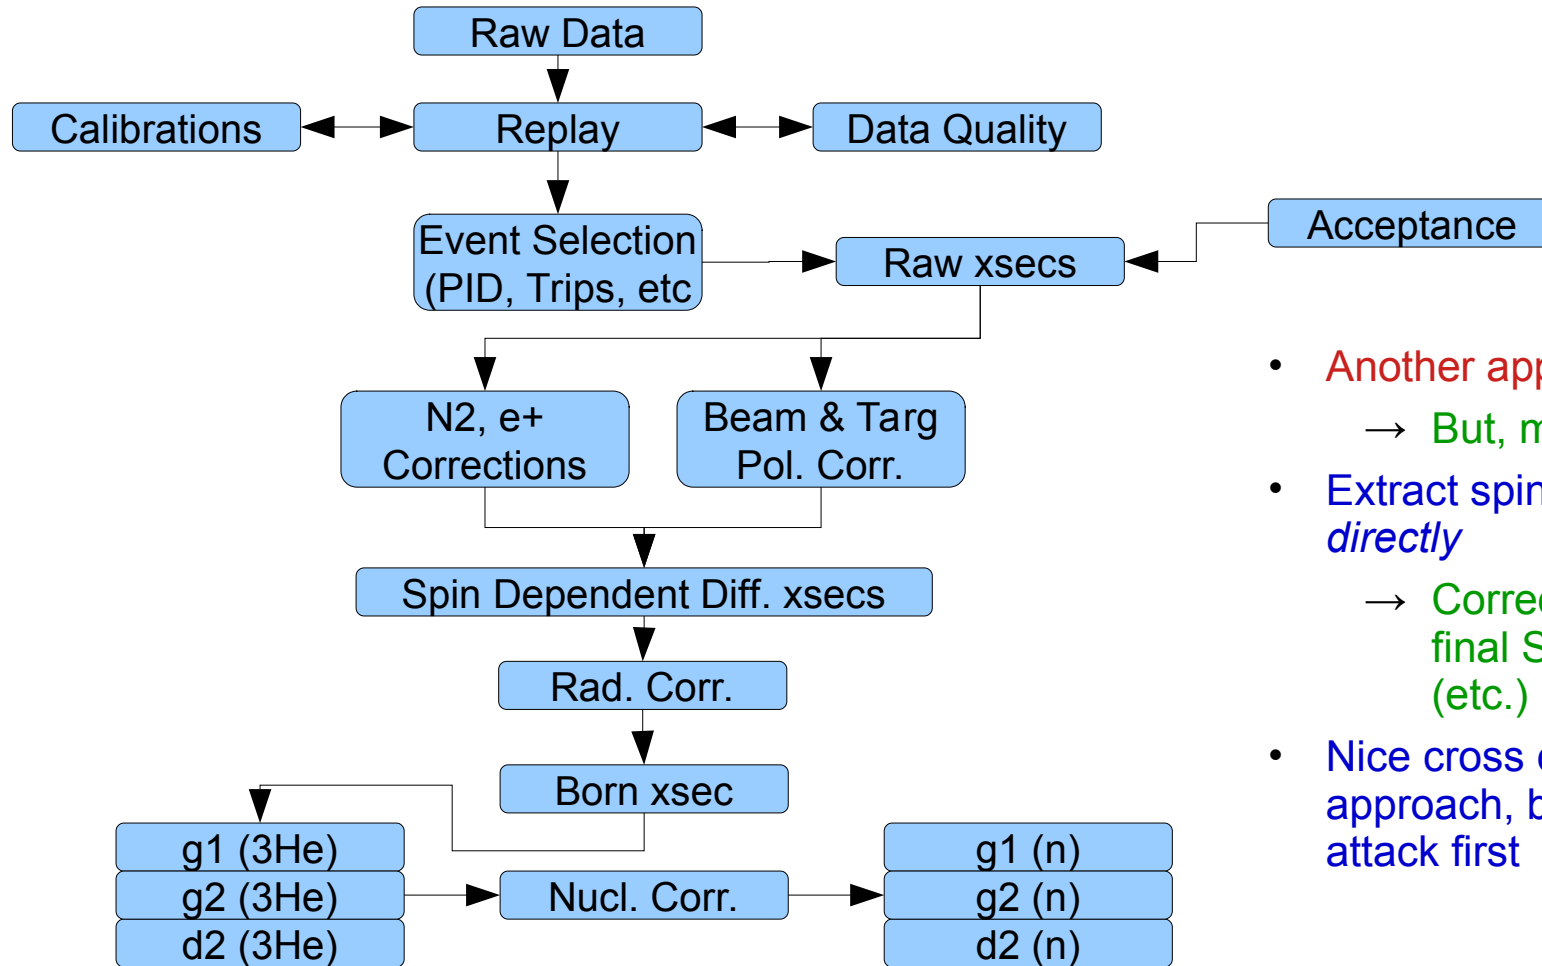 Raw Data
Calibrations
Replay
Data Quality
Event Selection
(PID, Trips, etc
Raw xsecs
Acceptance
N2, e+
Corrections
Beam & Targ
Pol. Corr.
Spin Dependent Diff. xsecs
Rad. Corr.
Born xsec
g1 (3He)
g2 (3He)
d2 (3He)
Nucl. Corr.
g1 (n)
g2 (n)
d2 (n)
• Another
→ But,
• Extract spin
directly
→
final
(etc.)
• Nice cross
approach,
attack first